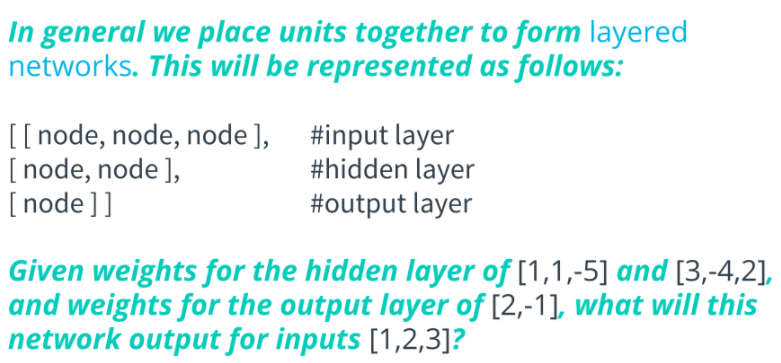 In general we place units together to form layered
networks. This will be represented as follows:
[ [ node, node, node ], #input layer
[ node, node ], #hidden layer
[ node ] ] #output layer
Given weights for the hidden layer of [1,1,-5] and [3,-4,2],
and weights for the output layer of [2,-1], what will this
network output for inputs [1,2,3]?